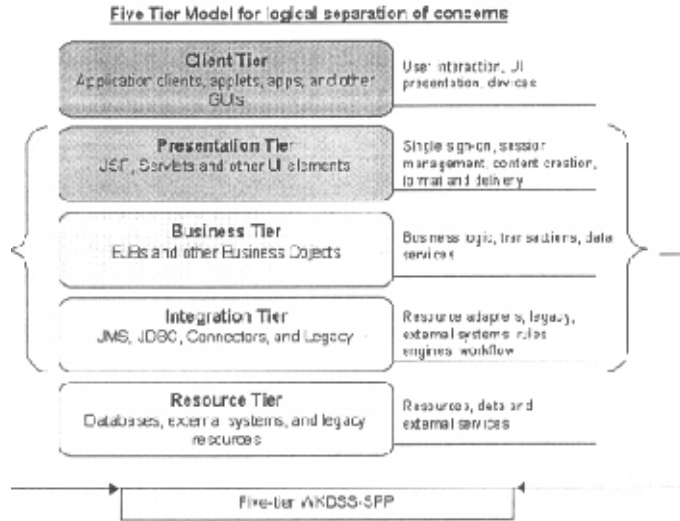 Five Tier Model for logical separation of concerns
Client Tier
Application clients, applets, apps, and other
GUIs
User interaction, UI
presentation, devices
Presentation Tier
JSP, Servlets and other UI elements
Single sign-on, session
management, content creation,
format and delivery
Business Tier
EJBs and other Business Objects
Business logic, transactions, data
services
Integration Tier
JMS, JDBC, Connectors, and Legacy
Resource adapters, legacy,
external systems, rules
engines, workflow
Resource Tier
Databases, external systems, and legacy
resources
Resources, data and
external services
Five-tier WKDSS-SPP